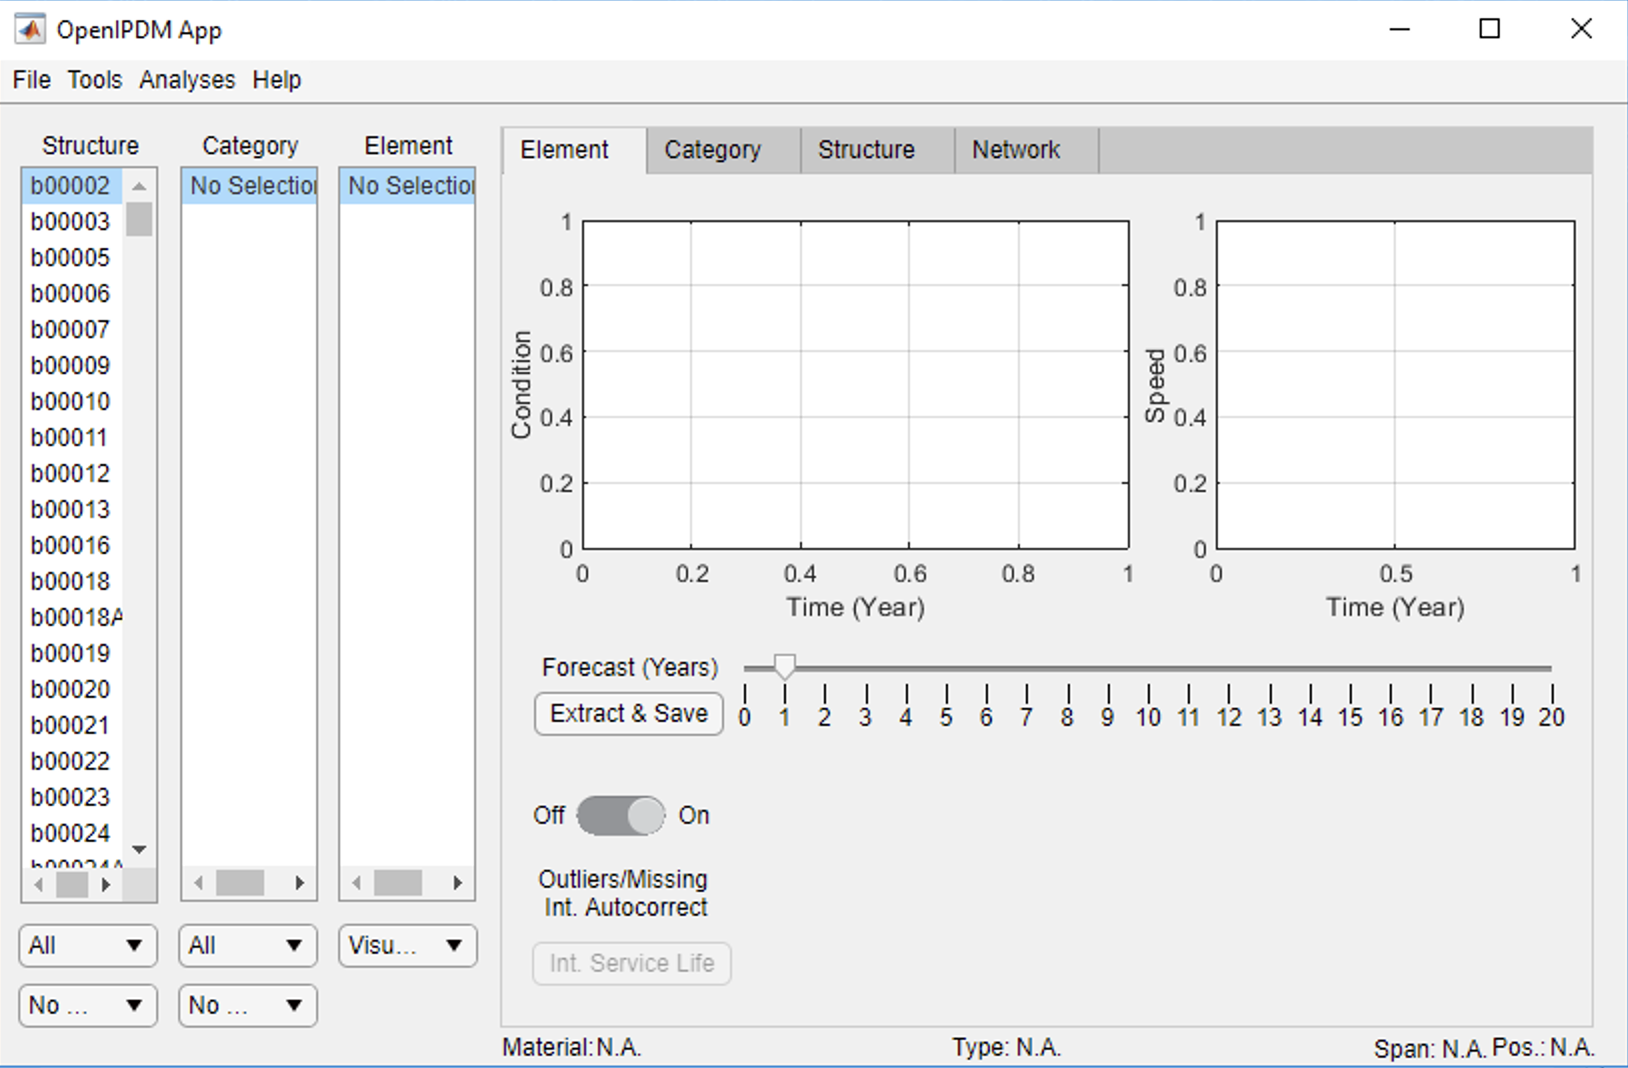 OpenIPDM App
File Tools Analyses Help
Structure Category Element
b00002
b00003
b00005
b00006
b00007
b00009
b00010
b00011
b00012
b00013
b00016
b00018
b00018A
b00019
b00020
b00021
b00022
b00023
b00024
b00024A
No Selection
No Selection
All All Visu...
No ... No ...
Element Category Structure Network
1
0.8
0.6
0.4
0.2
0
Condition
0 0.2 0.4 0.6 0.8 1
Time (Year)
1
0.8
0.6
0.4
0.2
0
Speed
0 0.5 1
Time (Year)
Forecast (Years)
Extract & Save
0 1 2 3 4 5 6 7 8 9 10 11 12 13 14 15 16 17 18 19 20
Off On
Outliers/Missing
Int. Autocorrect
Int. Service Life
Material: N.A. Type: N.A. Span: N.A. Pos.: N.A.